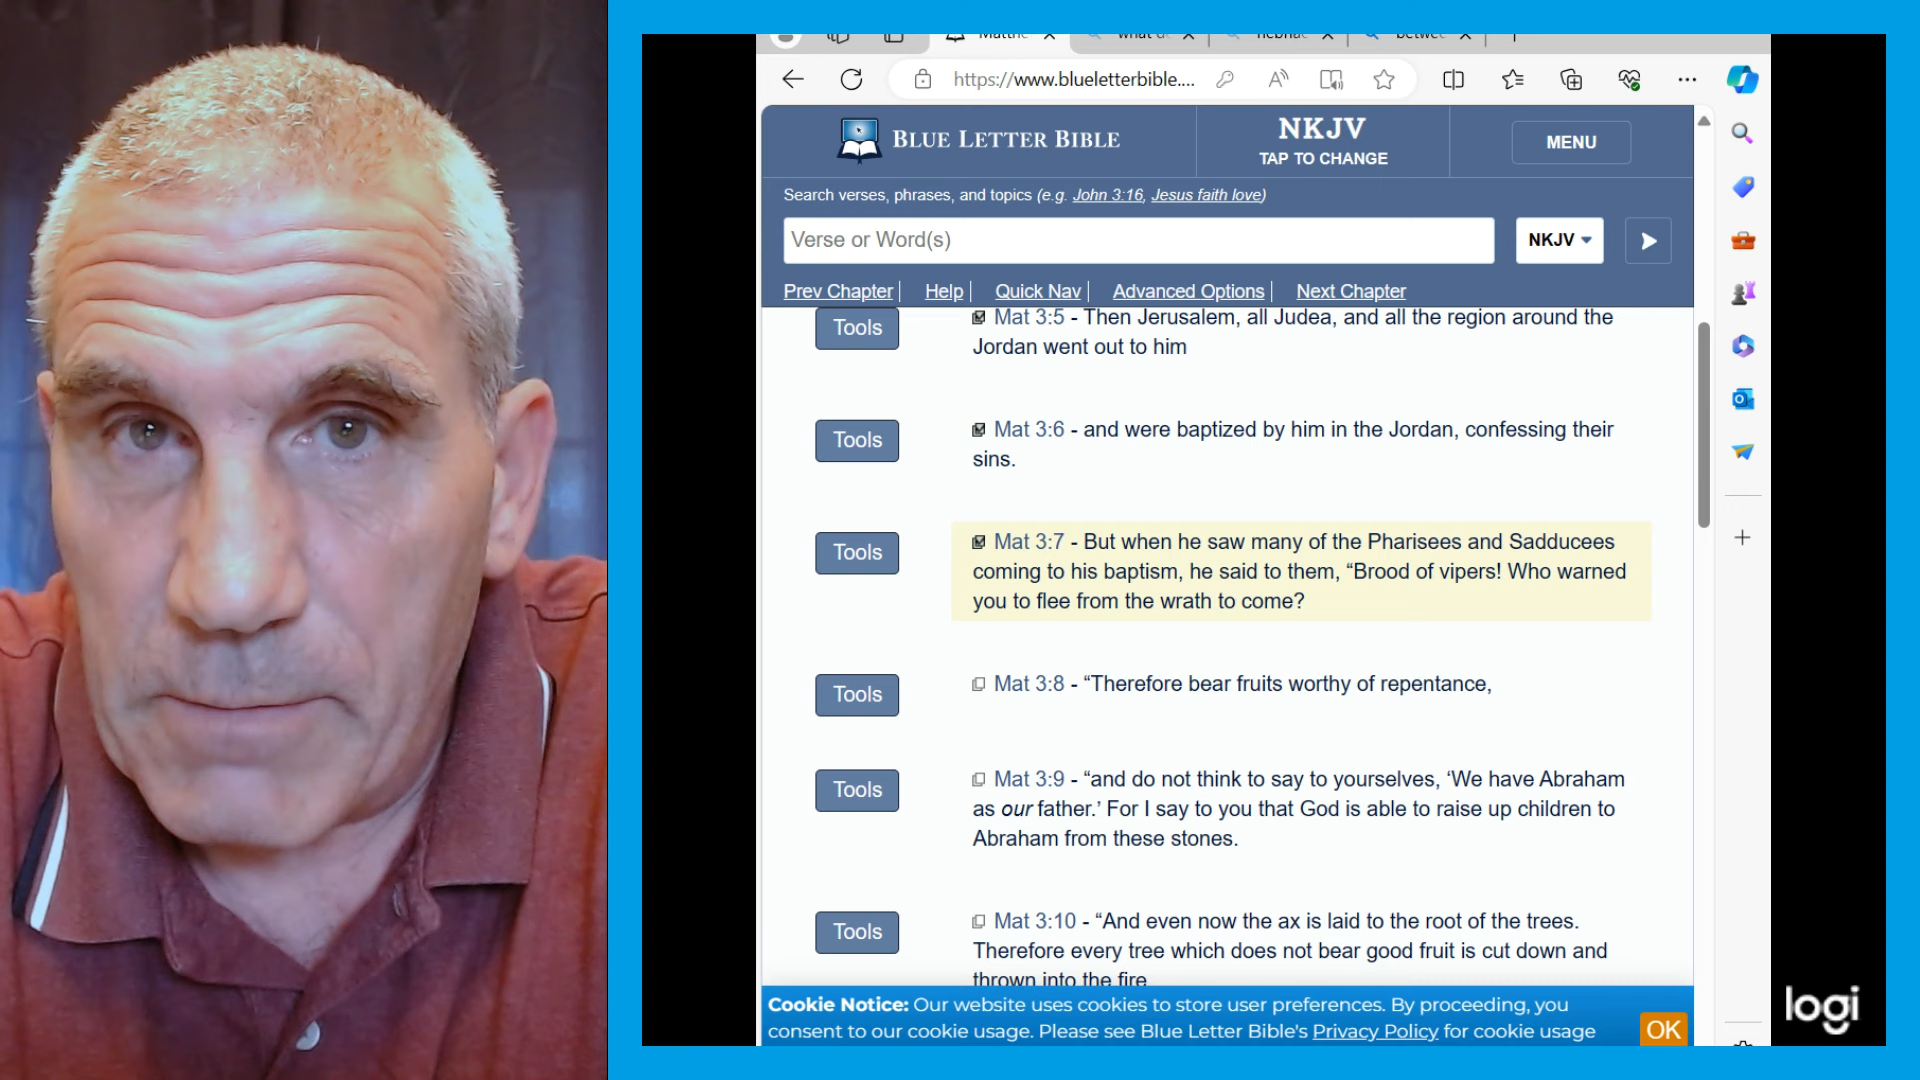 https://www.blueletterbible....
BLUE LETTER BIBLE
NKJV
TAP TO CHANGE
MENU
Search verses, phrases, and topics (e.g. John 3:16, Jesus faith love)
Verse or Word(s)
NKJV
Prev Chapter | Help | Quick Nav | Advanced Options | Next Chapter
Tools
Mat 3:5 - Then Jerusalem, all Judea, and all the region around the
Jordan went out to him
Tools
Mat 3:6 - and were baptized by him in the Jordan, confessing their
sins.
Tools
Mat 3:7 - But when he saw many of the Pharisees and Sadducees
coming to his baptism, he said to them, “Brood of vipers! Who warned
you to flee from the wrath to come?
Tools
Mat 3:8 - “Therefore bear fruits worthy of repentance,
Tools
Mat 3:9 - “and do not think to say to yourselves, ‘We have Abraham
as our father.’ For I say to you that God is able to raise up children to
Abraham from these stones.
Tools
Mat 3:10 - “And even now the ax is laid to the root of the trees.
Therefore every tree which does not bear good fruit is cut down and
thrown into the fire
Cookie Notice: Our website uses cookies to store user preferences. By proceeding, you
consent to our cookie usage. Please see Blue Letter Bible's Privacy Policy for cookie usage
OK
logi